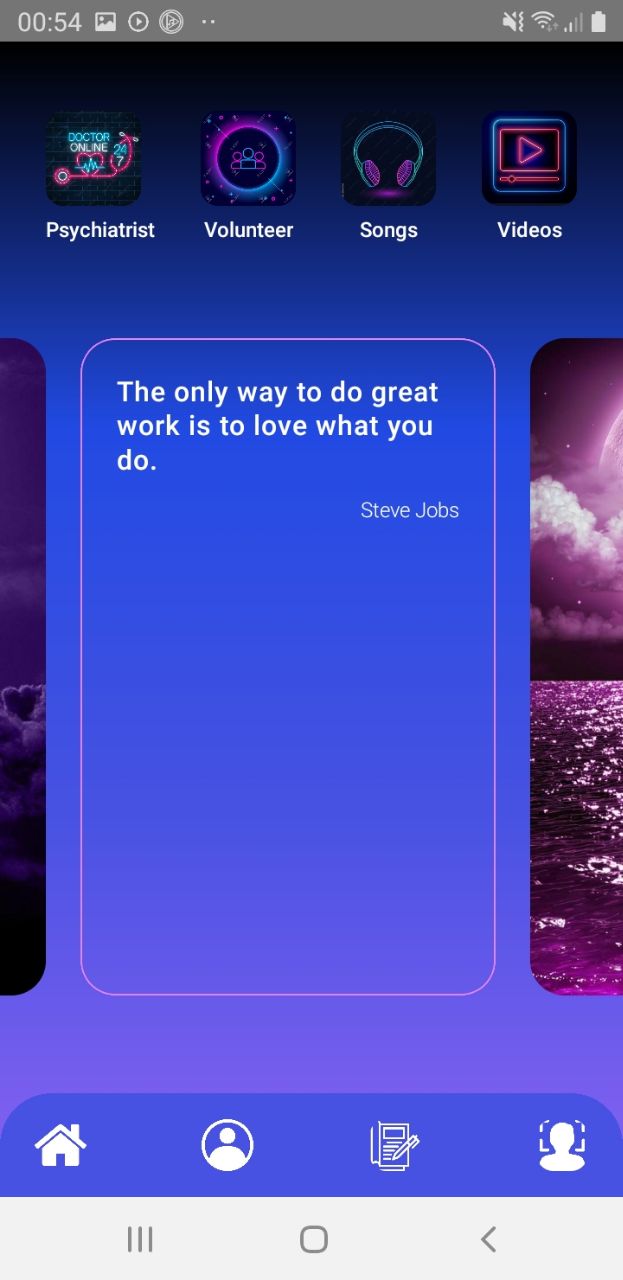 00:54
DOCTOR
ONLINE 24
7
Psychiatrist
Volunteer
Songs
Videos
The only way to do great
work is to love what you
do.
Steve Jobs